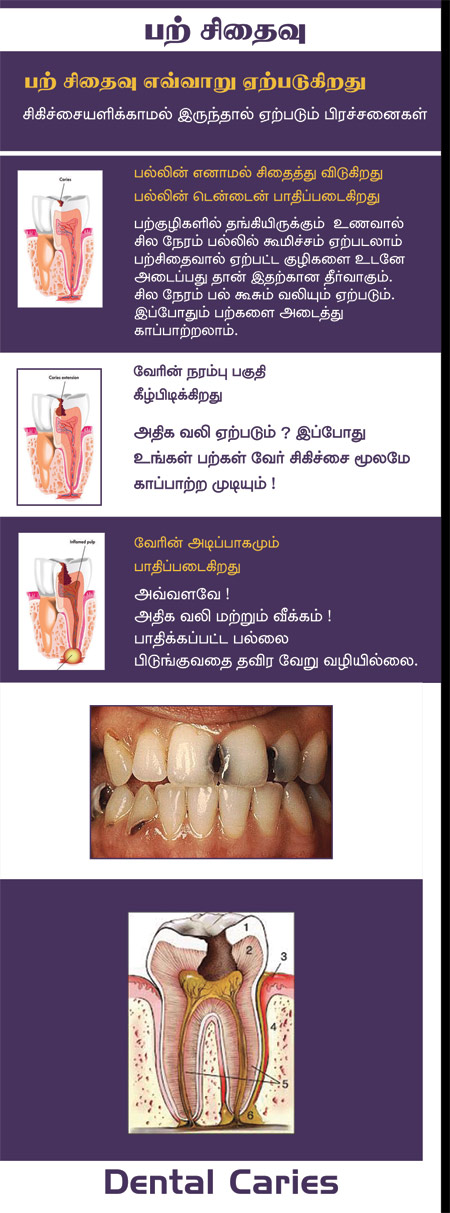 பற் சிதைவு
பற் சிதைவு எவ்வாறு ஏற்படுகிறது
சிகிச்சையளிக்காமல் இருந்தால் ஏற்படும் பிரச்சனைகள்
Caries
பல்லின் எனாமல் சிதைத்து விடுகிறது
பல்லின் டென்டைன் பாதிப்படைகிறது
பற்குழிகளில் தங்கியிருக்கும் உணவால்
சில நேரம் பல்லில் கூமிச்சம் ஏற்படலாம்
பற்சிதைவால் ஏற்பட்ட குழிகளை உடனே
அடைப்பது தான் இதற்கான தீர்வாகும்.
சில நேரம் பல் கூசும் வலியும் ஏற்படும்.
இப்போதும் பற்களை அடைத்து
காப்பாற்றலாம்.
Caries extension
வேரின் நரம்பு பகுதி
கீழ்பிடிக்கிறது
அதிக வலி ஏற்படும் ? இப்போது
உங்கள் பற்கள் வேர் சிகிச்சை மூலமே
காப்பாற்ற முடியும் !
Inflamed pulp
வேரின் அடிப்பாகமும்
பாதிப்படைகிறது
அவ்வளவே !
அதிக வலி மற்றும் வீக்கம் !
பாதிக்கப்பட்ட பல்லை
பிடுங்குவதை தவிர வேறு வழியில்லை.
1
2
3
4
5
6
Dental Caries